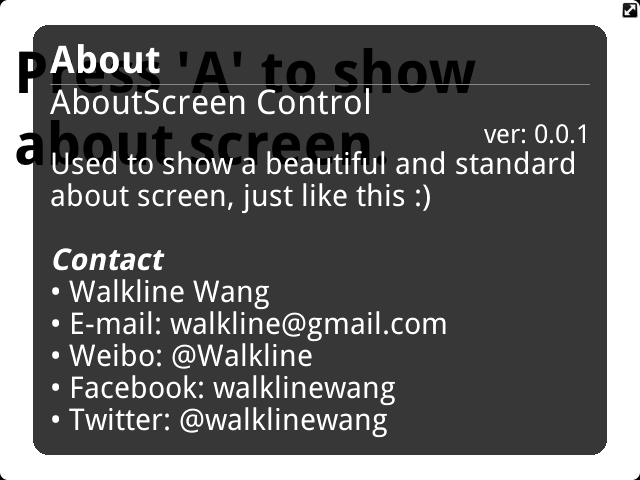 Press 'A' to show
about screen.
About
AboutScreen Control
ver: 0.0.1
Used to show a beautiful and standard
about screen, just like this :)
Contact
• Walkline Wang
• E-mail: walkline@gmail.com
• Weibo: @Walkline
• Facebook: walklinewang
• Twitter: @walklinewang